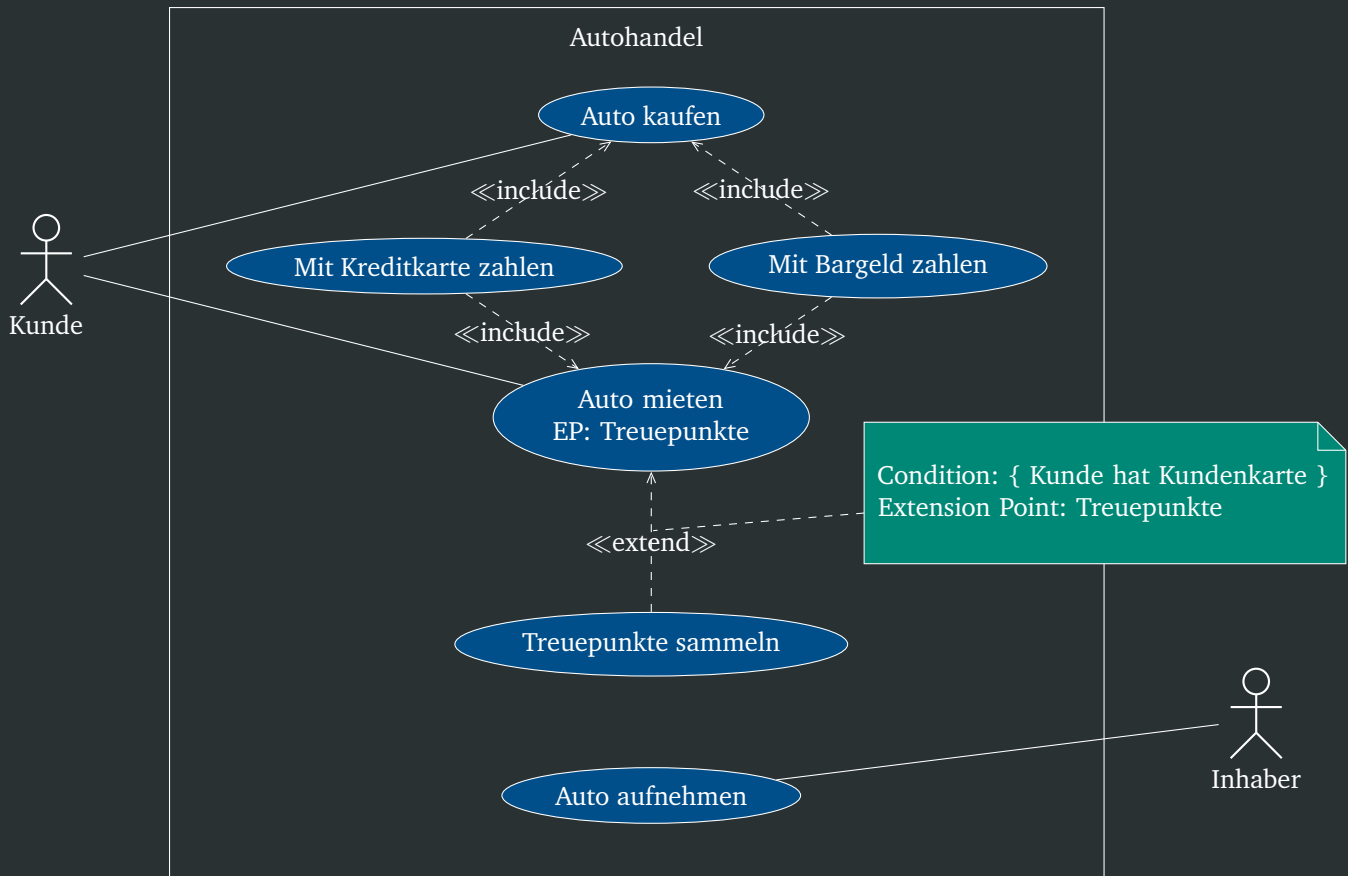 Autohandel
Auto kaufen
≪include≫
≪include≫
Mit Kreditkarte zahlen
Mit Bargeld zahlen
Kunde
≪include≫
≪include≫
Auto mieten
EP: Treuepunkte
Condition: { Kunde hat Kundenkarte }
Extension Point: Treuepunkte
≪extend≫
Treuepunkte sammeln
Inhaber
Auto aufnehmen